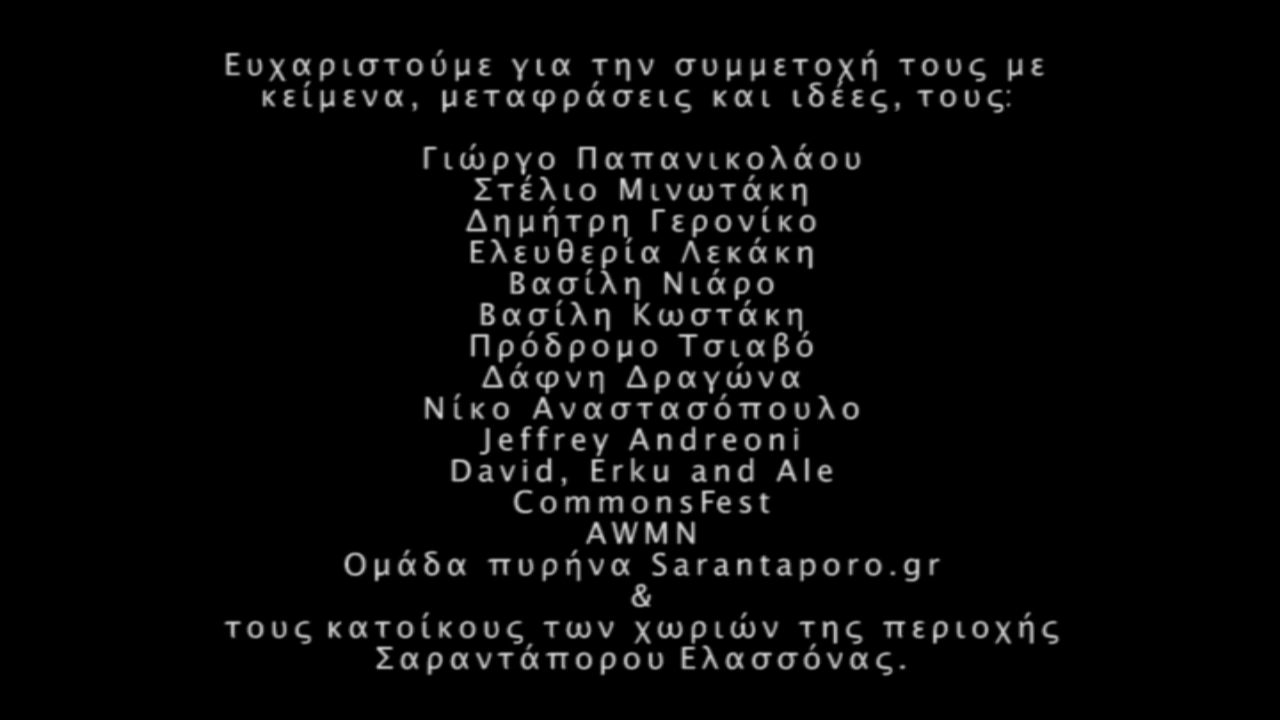 Ευχαριστούμε για την συμμετοχή τους με
κείμενα, μεταφράσεις και ιδέες, τους:
Γιώργο Παπανικολάου
Στέλιο Μινωτάκη
Δημήτρη Γερονίκο
Ελευθερία Λεκάκη
Βασίλη Νιάρο
Βασίλη Κωστάκη
Πρόδρομο Τσιαβό
Δάφνη Δραγώνα
Νίκο Αναστασόπουλο
Jeffrey Andreoni
David, Erku and Ale
CommonsFest
AWMN
Ομάδα πυρήνα Sarantaporo.gr
&
τους κατοίκους των χωριών της περιοχής
Σαραντάπορου Ελασσόνας.